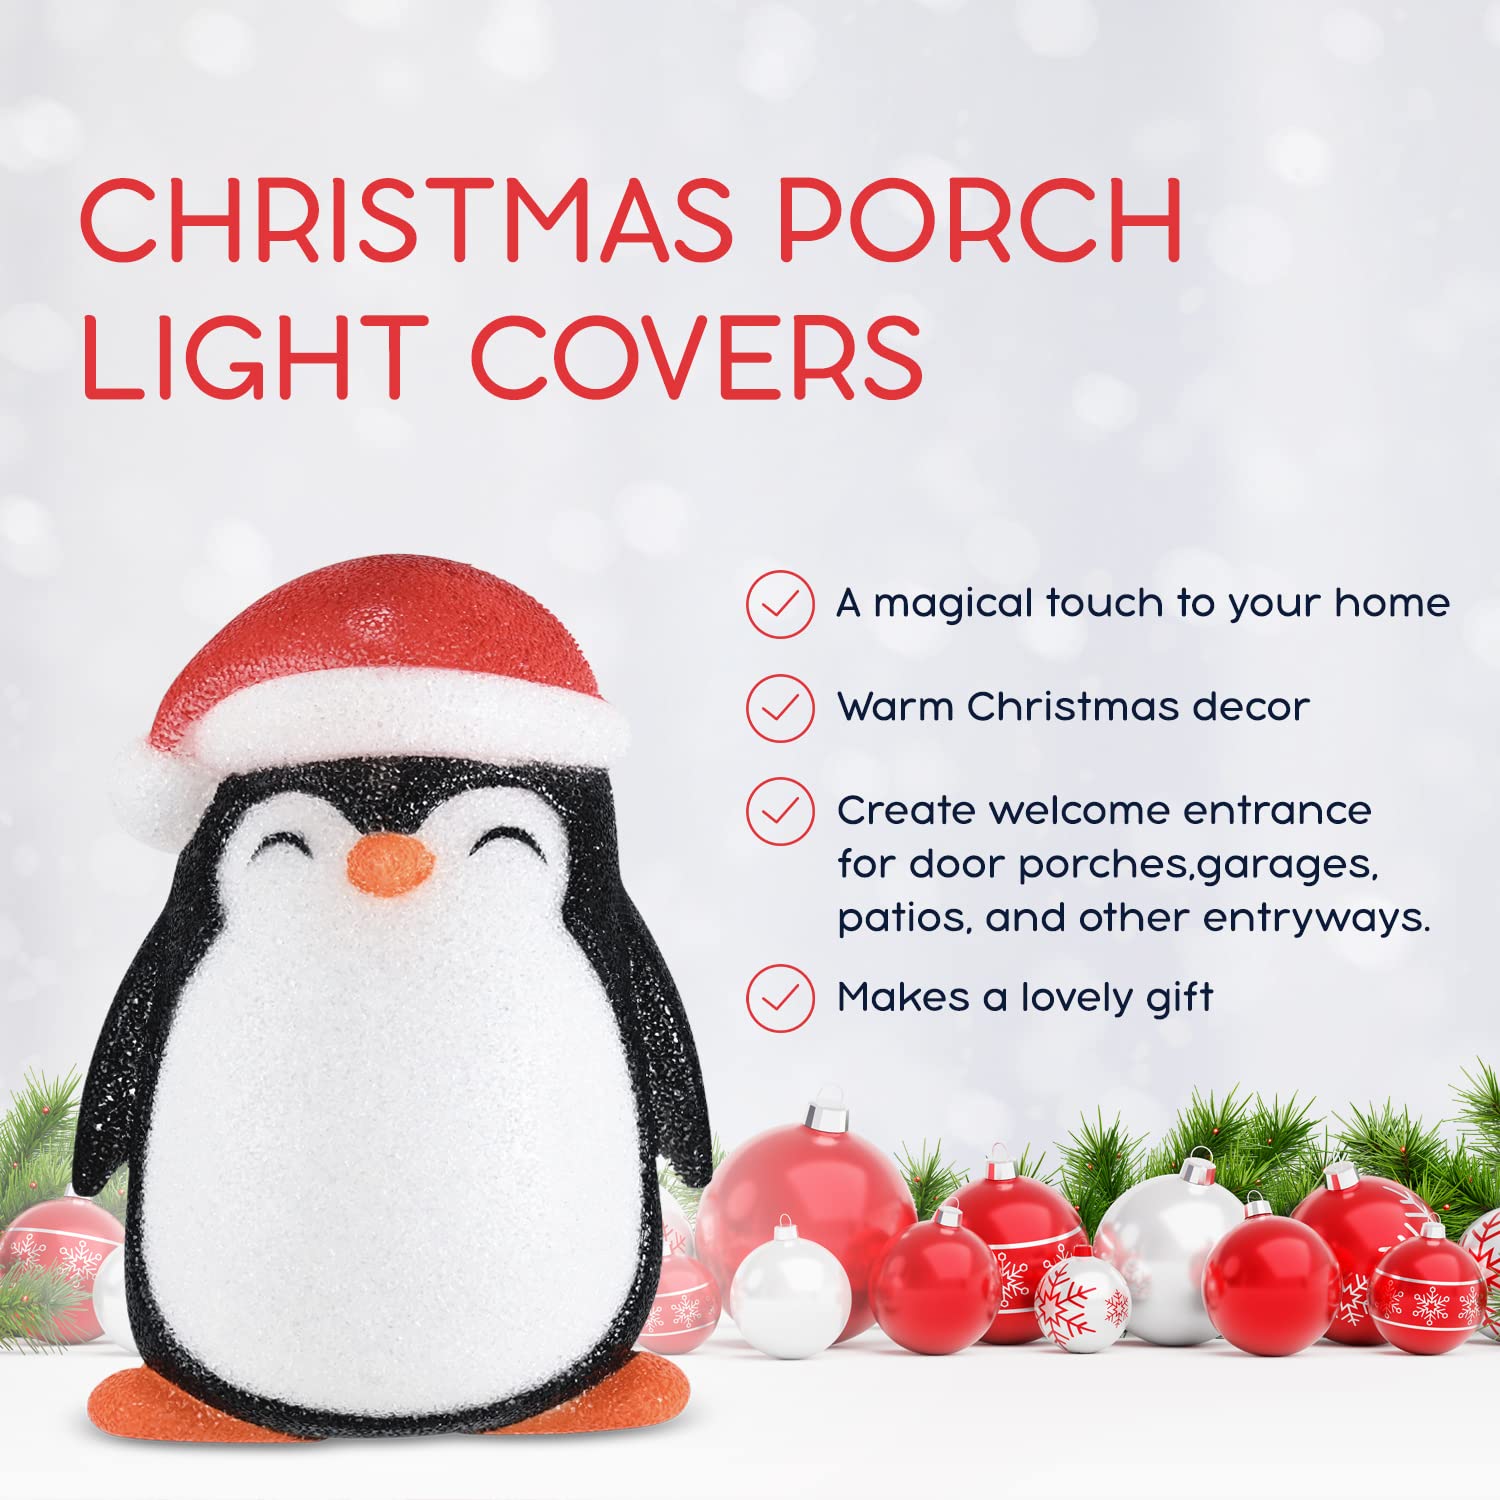 CHRISTMAS PORCH
LIGHT COVERS
A magical touch to your home
Warm Christmas decor
Create welcome entrance
for door porches,garages,
patios, and other entryways.
Makes a lovely gift